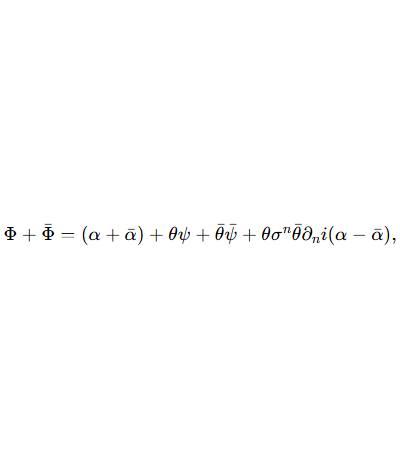 Φ + Φ̄ = (α + ᾱ) + θψ + θ̄ψ̄ + θσⁿθ̄∂ₙi(α − ᾱ),